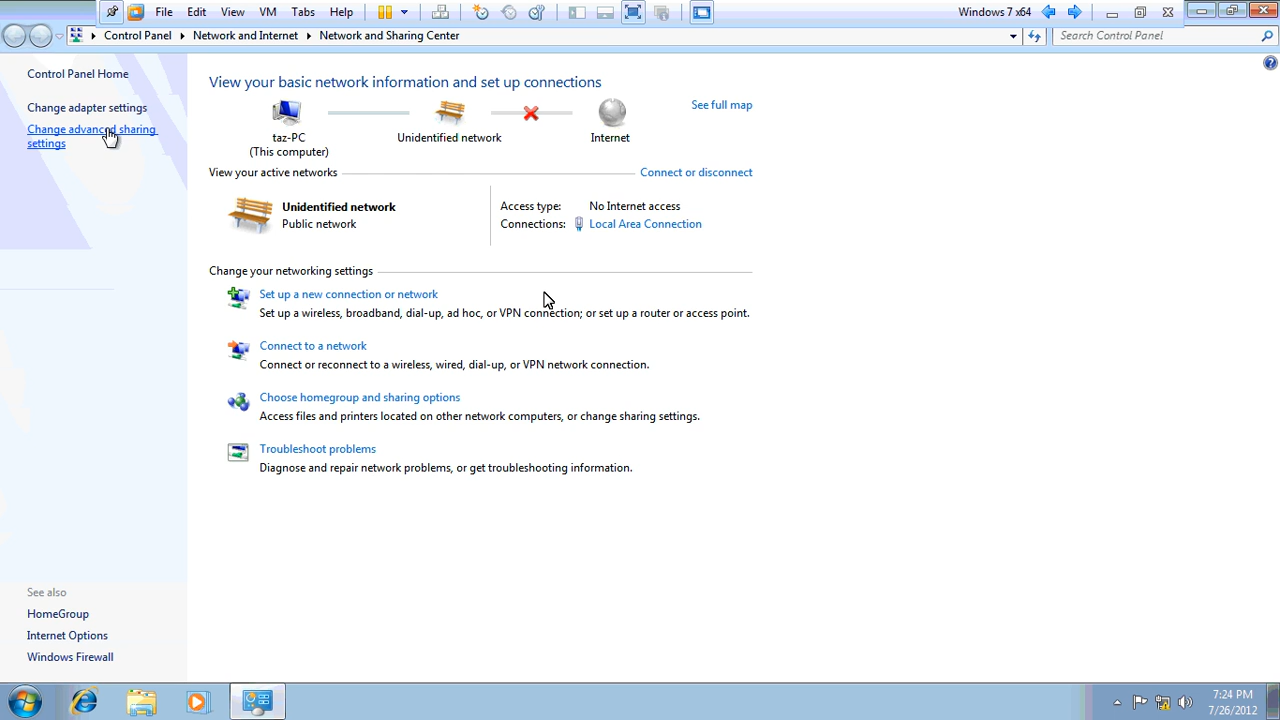 File Edit View VM Tabs Help Windows 7 x64
Control Panel Network and Internet Network and Sharing Center Search Control Panel
Control Panel Home
Change adapter settings
Change advanced sharing
settings
View your basic network information and set up connections
See full map
taz-PC Unidentified network Internet
(This computer)
View your active networks Connect or disconnect
Unidentified network
Public network
Access type: No Internet access
Connections: Local Area Connection
Change your networking settings
Set up a new connection or network
Set up a wireless, broadband, dial-up, ad hoc, or VPN connection; or set up a router or access point.
Connect to a network
Connect or reconnect to a wireless, wired, dial-up, or VPN network connection.
Choose homegroup and sharing options
Access files and printers located on other network computers, or change sharing settings.
Troubleshoot problems
Diagnose and repair network problems, or get troubleshooting information.
See also
HomeGroup
Internet Options
Windows Firewall
7:24 PM
7/26/2012